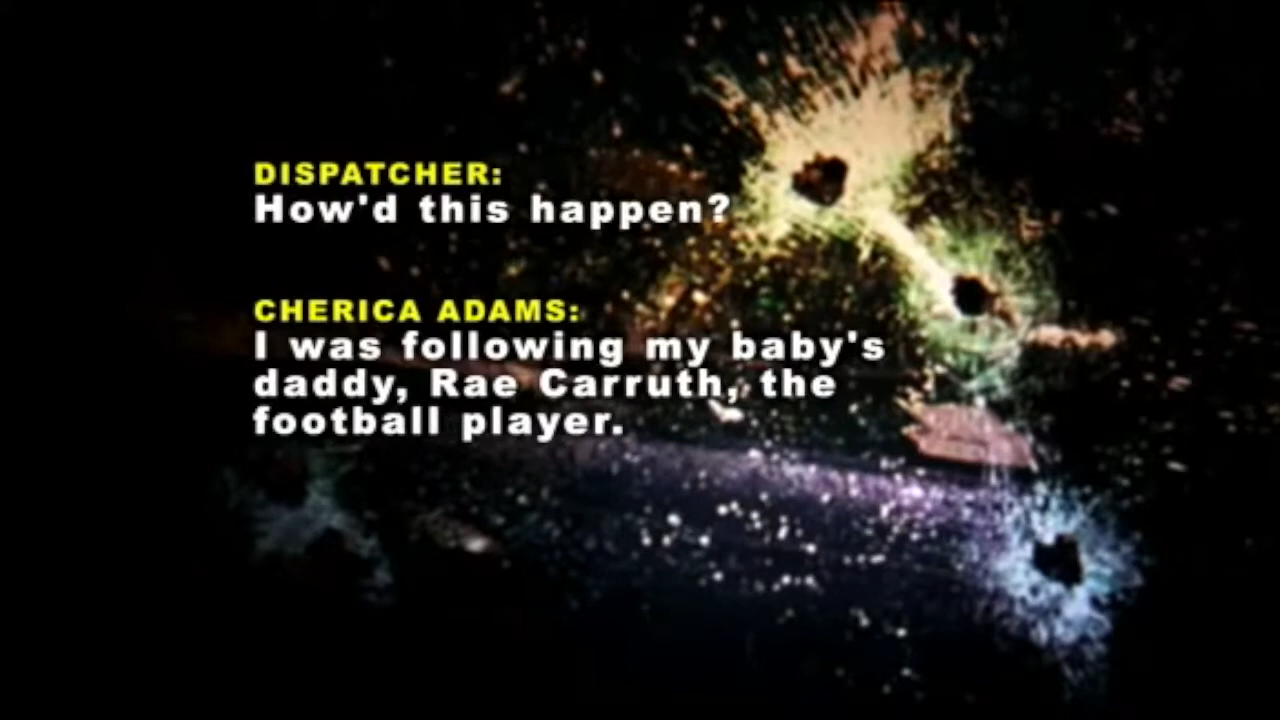 DISPATCHER:
How'd this happen?
CHERICA ADAMS:
I was following my baby's
daddy, Rae Carruth, the
football player.